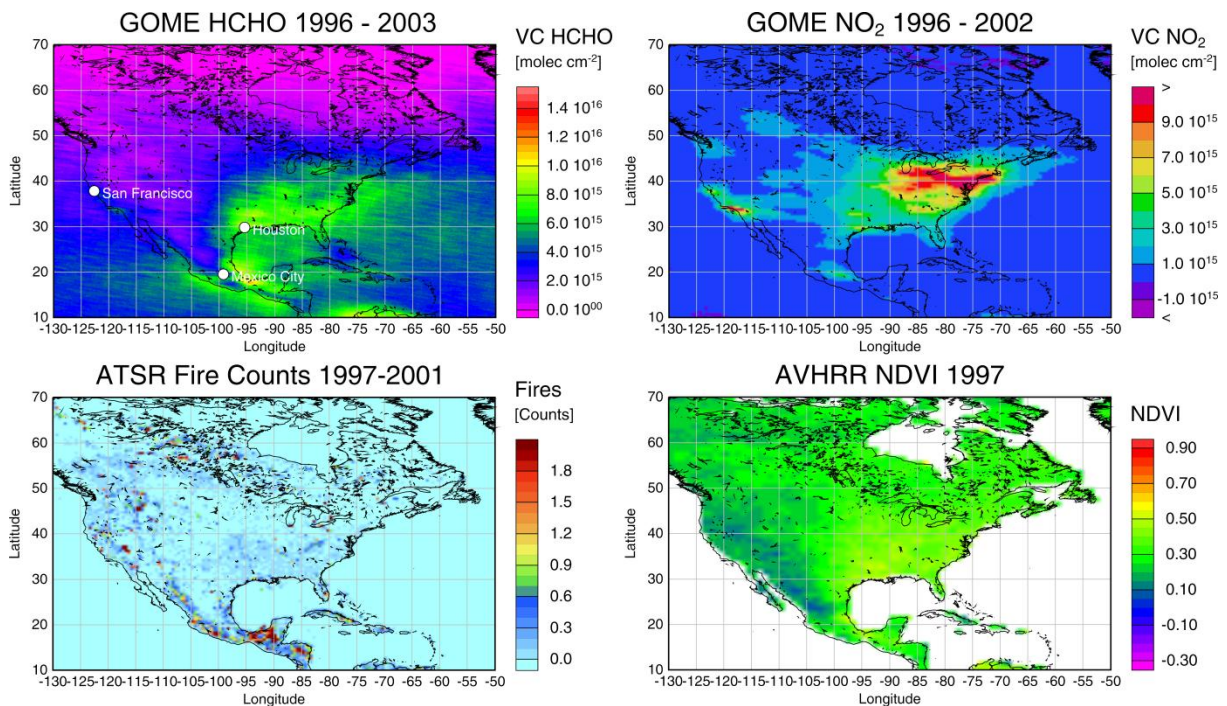 GOME HCHO 1996 - 2003
VC HCHO
[molec cm-2]
70
60
50
40
30
20
10
Latitude
San Francisco
Houston
Mexico City
1.4 10¹⁶
1.2 10¹⁶
1.0 10¹⁶
8.0 10¹⁵
6.0 10¹⁵
4.0 10¹⁵
2.0 10¹⁵
0.0 10⁰⁰
-130-125-120-115-110-105-100 -95 -90 -85 -80 -75 -70 -65 -60 -55 -50
Longitude
GOME NO₂ 1996 - 2002
VC NO₂
[molec cm-2]
70
60
50
40
30
20
10
Latitude
>
9.0 10¹⁵
7.0 10¹⁵
5.0 10¹⁵
3.0 10¹⁵
1.0 10¹⁵
-1.0 10¹⁵
<
-130-125-120-115-110-105-100 -95 -90 -85 -80 -75 -70 -65 -60 -55 -50
Longitude
ATSR Fire Counts 1997-2001
Fires
[Counts]
70
60
50
40
30
20
10
Latitude
1.8
1.5
1.2
0.9
0.6
0.3
0.0
-130-125-120-115-110-105-100 -95 -90 -85 -80 -75 -70 -65 -60 -55 -50
Longitude
AVHRR NDVI 1997
NDVI
70
60
50
40
30
20
10
Latitude
0.90
0.70
0.50
0.30
0.10
-0.10
-0.30
-130-125-120-115-110-105-100 -95 -90 -85 -80 -75 -70 -65 -60 -55 -50
Longitude